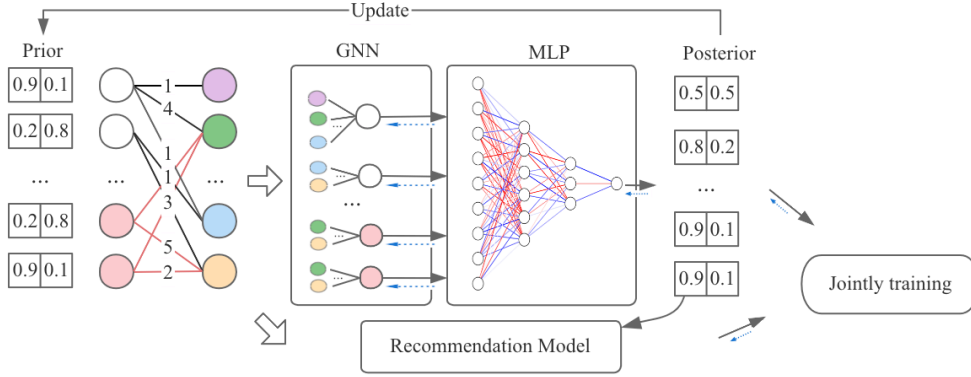 Update
Prior GNN MLP Posterior
0.9 0.1 1 0.5 0.5
4
0.2 0.8 ... 0.8 0.2
1
... ... 1 ... ... ...
3
0.2 0.8 ... 0.9 0.1
5
0.9 0.1 2 ... 0.9 0.1
Jointly training
Recommendation Model